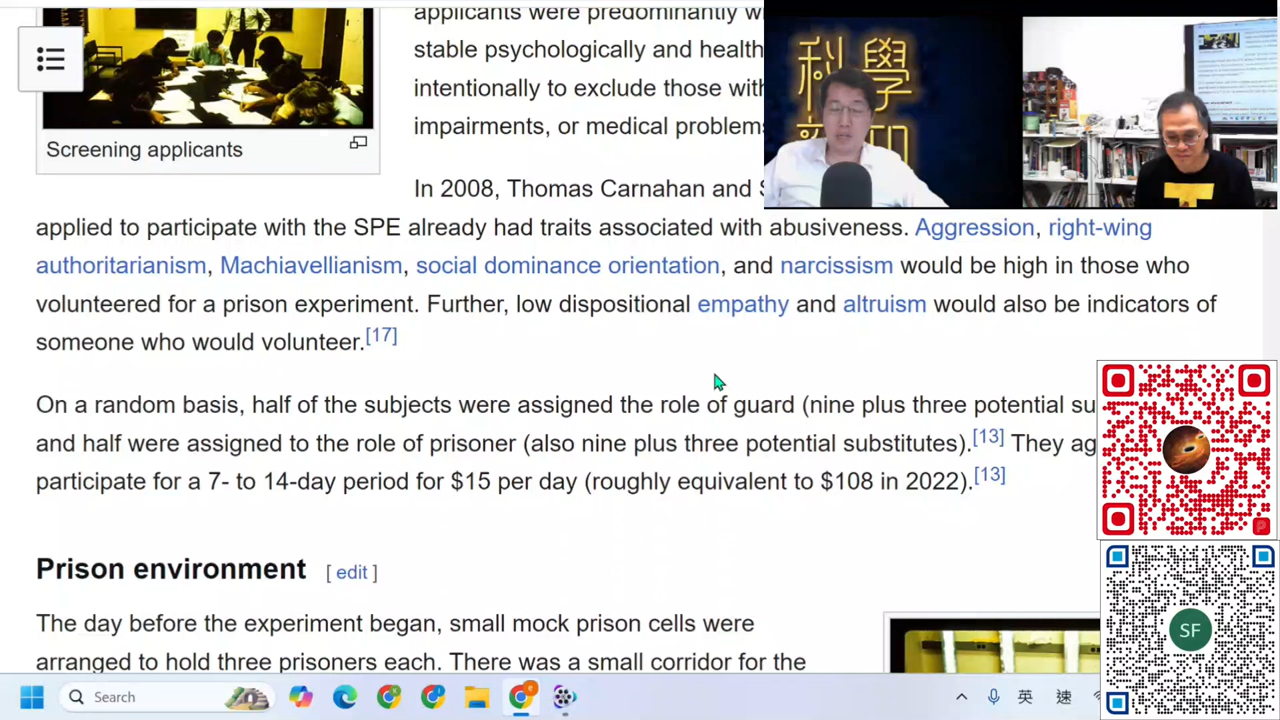 applicants were predominantly w
stable psychologically and health
intentionally to exclude those with
impairments, or medical problems
Screening applicants
In 2008, Thomas Carnahan and S
applied to participate with the SPE already had traits associated with abusiveness. Aggression, right-wing
authoritarianism, Machiavellianism, social dominance orientation, and narcissism would be high in those who
volunteered for a prison experiment. Further, low dispositional empathy and altruism would also be indicators of
someone who would volunteer.[17]
On a random basis, half of the subjects were assigned the role of guard (nine plus three potential su
and half were assigned to the role of prisoner (also nine plus three potential substitutes).[13] They ag
participate for a 7- to 14-day period for $15 per day (roughly equivalent to $108 in 2022).[13]
Prison environment [ edit ]
The day before the experiment began, small mock prison cells were
arranged to hold three prisoners each. There was a small corridor for the
科學
SF
Search
英 速